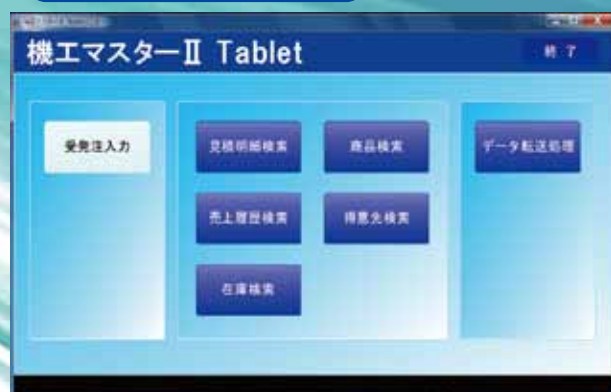 機工マスターⅡ Tablet
終 了
受発注入力
見積明細検索
商品検索
データ転送処理
売上履歴検索
得意先検索
在庫検索